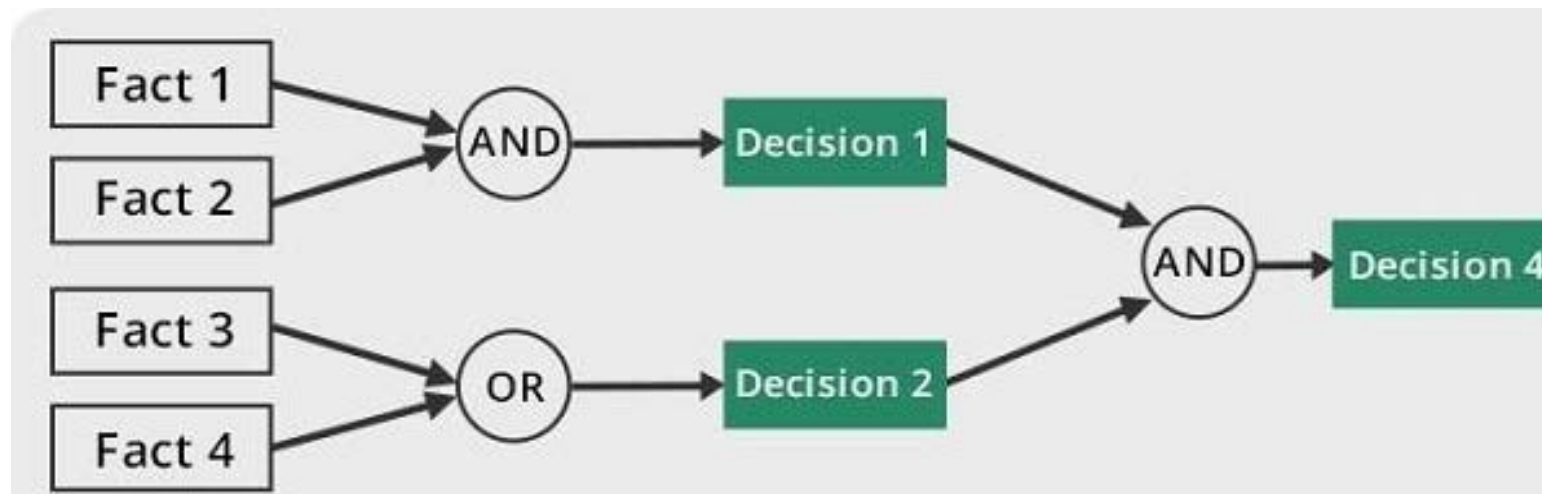 Fact 1
Fact 2
AND
Decision 1
Fact 3
Fact 4
OR
Decision 2
AND
Decision 4